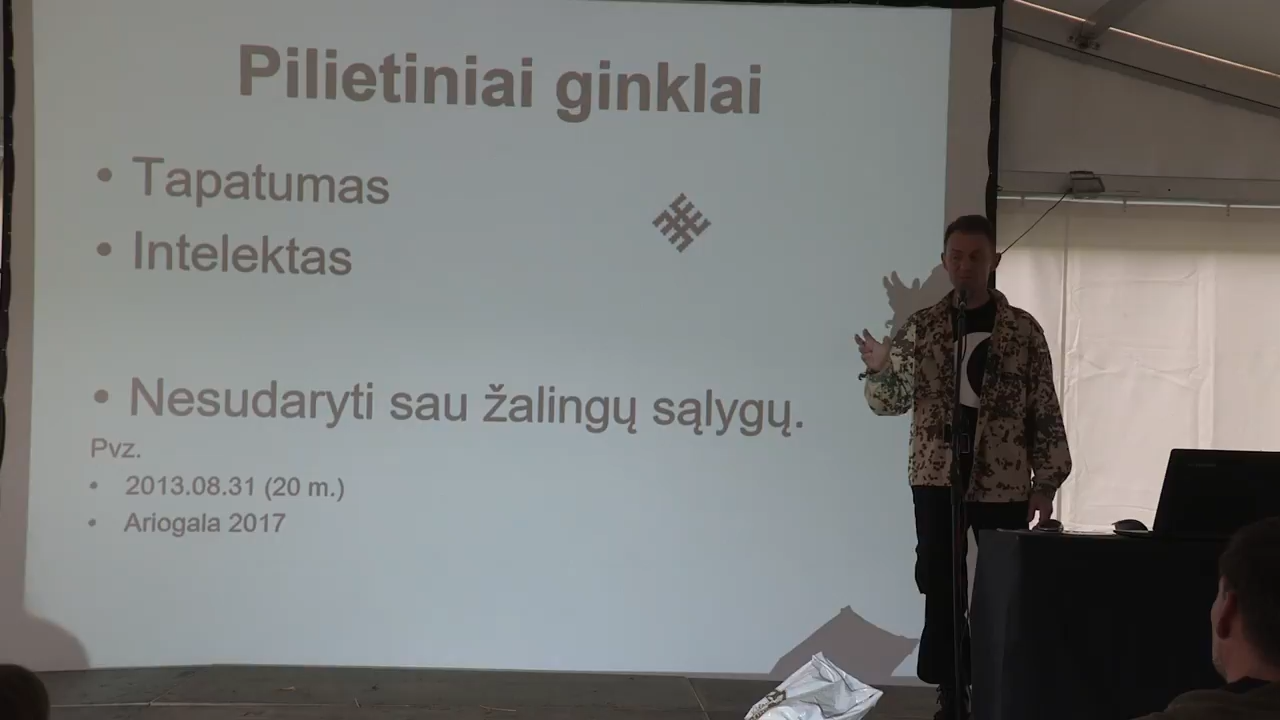 Pilietiniai ginklai
• Tapatumas
• Intelektas
• Nesudaryti sau žalingų sąlygų.
Pvz.
• 2013.08.31 (20 m.)
• Ariogala 2017